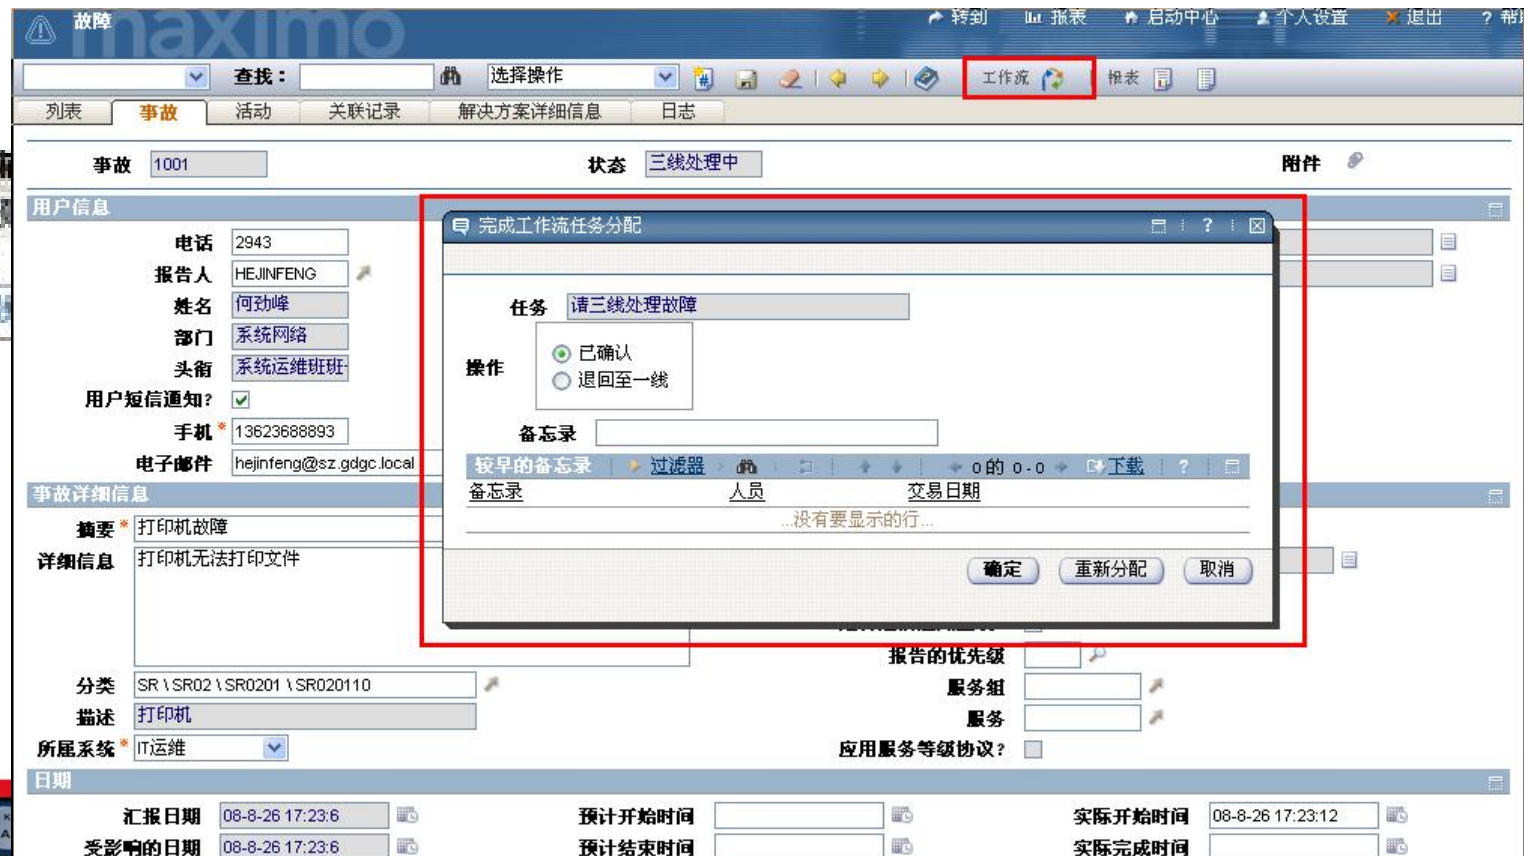 故障
maximo
转到 报表 启动中心 个人设置 退出 ? 帮
查找： 选择操作 工作流 报表
列表 事故 活动 关联记录 解决方案详细信息 日志
事故 1001 状态 三线处理中 附件
用户信息
完成工作流任务分配 ?
电话 2943
报告人 HEJINFENG
任务 请三线处理故障
姓名 何劲峰
部门 系统网络
已确认
头衔 系统运维班班
操作
退回至一线
用户短信通知?
手机* 13623688893
备忘录
电子邮件 hejinfeng@sz.gdgc.local
较早的备忘录 过滤器 0 的 0 - 0 下载 ?
事故详细信息
备忘录 人员 交易日期
摘要* 打印机故障
...没有要显示的行...
详细信息 打印机无法打印文件
确定 重新分配 取消
报告的优先级
分类 SR \ SR02 \ SR0201 \ SR020110
服务组
描述 打印机
服务
所属系统* IT运维
应用服务等级协议?
日期
汇报日期 08-8-26 17:23:6 预计开始时间 实际开始时间 08-8-26 17:23:12
受影响的日期 08-8-26 17:23:6 预计结束时间 实际完成时间